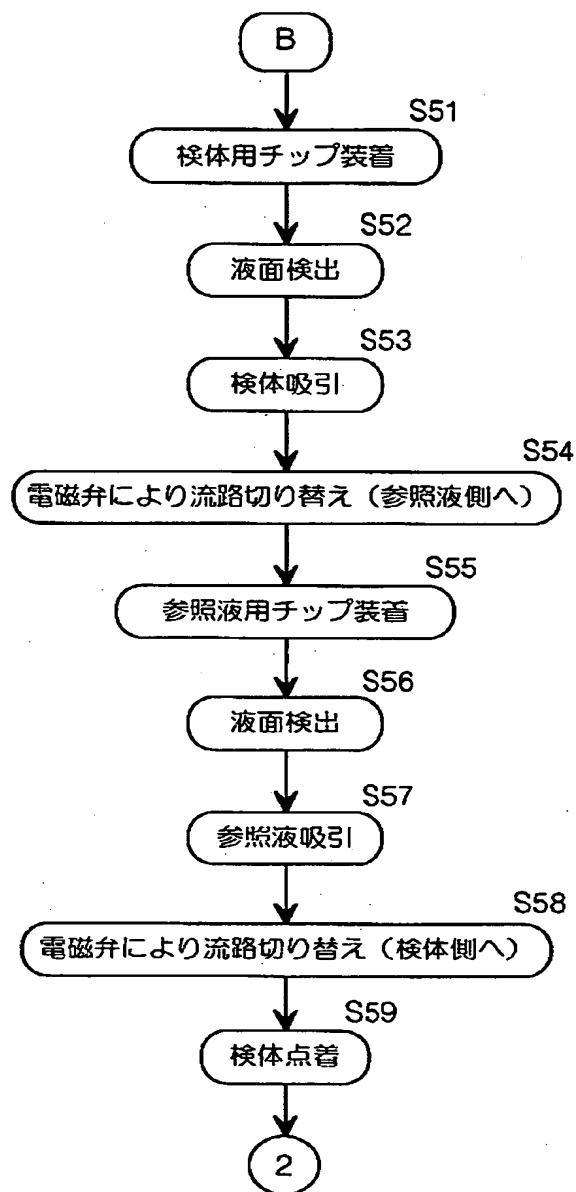 B
S51
検体用チップ装着
S52
液面検出
S53
検体吸引
S54
電磁弁により流路切り替え（参照液側へ）
S55
参照液用チップ装着
S56
液面検出
S57
参照液吸引
S58
電磁弁により流路切り替え（検体側へ）
S59
検体点着
2